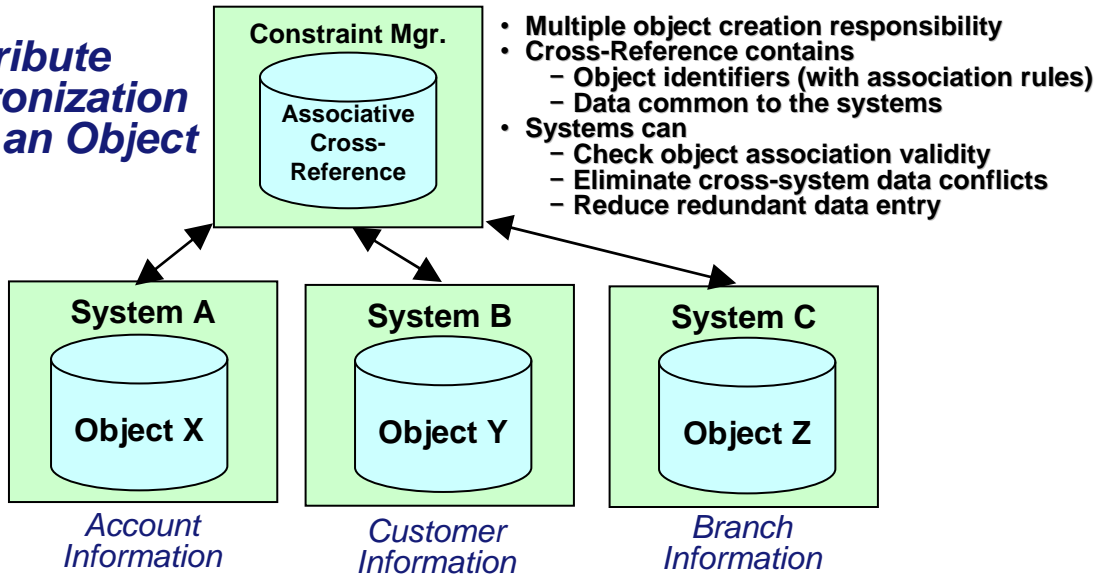 ribute
ronization
an Object
Constraint Mgr.
Associative
Cross-
Reference
• Multiple object creation responsibility
• Cross-Reference contains
− Object identifiers (with association rules)
− Data common to the systems
• Systems can
− Check object association validity
− Eliminate cross-system data conflicts
− Reduce redundant data entry
System A
Object X
Account
Information
System B
Object Y
Customer
Information
System C
Object Z
Branch
Information